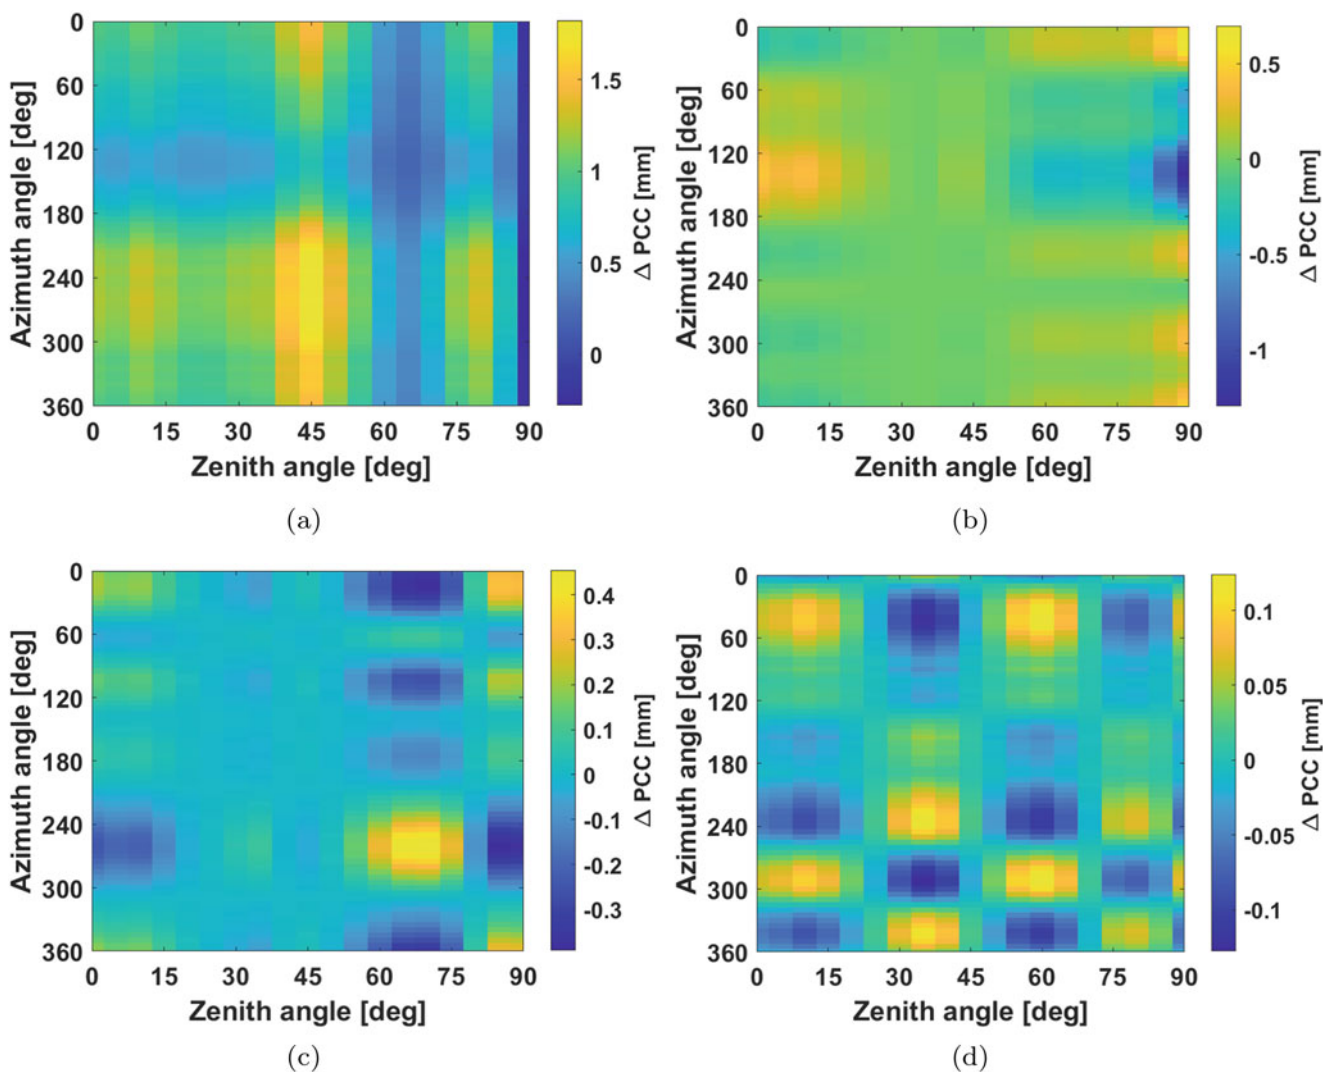 0
60
120
180
240
300
360
Azimuth angle [deg]
0 15 30 45 60 75 90
Zenith angle [deg]
1.5
1
0.5
0
Δ PCC [mm]
(a)
0
60
120
180
240
300
360
Azimuth angle [deg]
0 15 30 45 60 75 90
Zenith angle [deg]
0.5
0
-0.5
-1
Δ PCC [mm]
(b)
0
60
120
180
240
300
360
Azimuth angle [deg]
0 15 30 45 60 75 90
Zenith angle [deg]
0.4
0.3
0.2
0.1
0
-0.1
-0.2
-0.3
Δ PCC [mm]
(c)
0
60
120
180
240
300
360
Azimuth angle [deg]
0 15 30 45 60 75 90
Zenith angle [deg]
0.1
0.05
0
-0.05
-0.1
Δ PCC [mm]
(d)